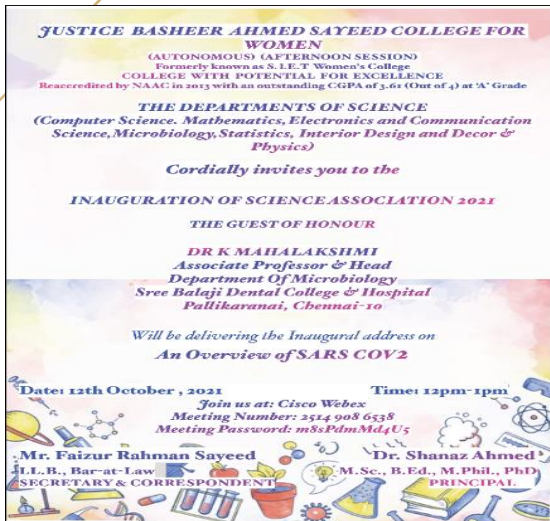 JUSTICE BASHEER AHMED SAYEED COLLEGE FOR
WOMEN
(AUTONOMOUS) (AFTERNOON SESSION)
Formerly known as S.I.E.T Women's College
COLLEGE WITH POTENTIAL FOR EXCELLENCE
Reaccredited by NAAC in 2013 with an outstanding CGPA of 3.61 (Out of 4) at 'A' Grade
THE DEPARTMENTS OF SCIENCE
(Computer Science. Mathematics, Electronics and Communication
Science, Microbiology, Statistics, Interior Design and Decor &
Physics)
Cordially invites you to the
INAUGURATION OF SCIENCE ASSOCIATION 2021
THE GUEST OF HONOUR
DR K MAHALAKSHMI
Associate Professor & Head
Department Of Microbiology
Sree Balaji Dental College & Hospital
Pallikaranai, Chennai-10
Will be delivering the Inaugural address on
An Overview of SARS COV2
Date: 12th October , 2021 Time: 12pm-1pm
Join us at: Cisco Webex
Meeting Number: 2514 908 6538
Meeting Password: m8sPdmMd4U5
Mr. Faizur Rahman Sayeed Dr. Shanaz Ahmed
LL.B., Bar-at-Law M.Sc., B.Ed., M.Phil., PhD
SECRETARY & CORRESPONDENT PRINCIPAL